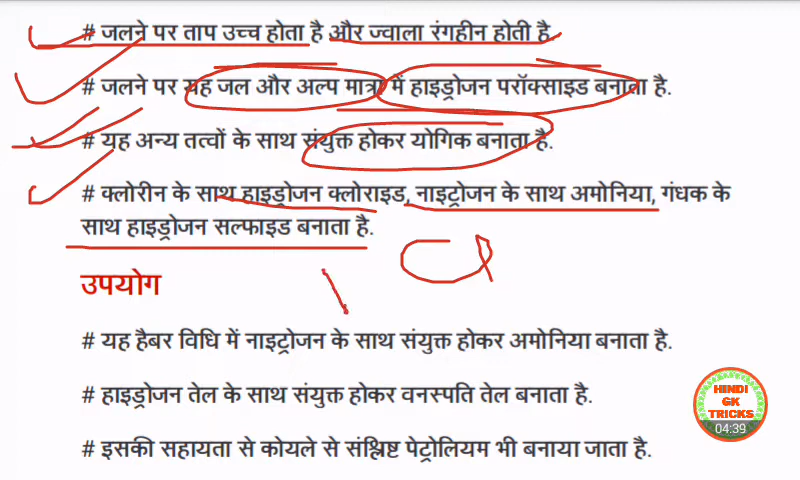 # जलने पर ताप उच्च होता है और ज्वाला रंगहीन होती है.
# जलने पर यह जल और अल्प मात्रा में हाइड्रोजन परॉक्साइड बनाता है.
# यह अन्य तत्वों के साथ संयुक्त होकर योगिक बनाता है.
# क्लोरीन के साथ हाइड्रोजन क्लोराइड, नाइट्रोजन के साथ अमोनिया, गंधक के
साथ हाइड्रोजन सल्फाइड बनाता है.
उपयोग
# यह हैबर विधि में नाइट्रोजन के साथ संयुक्त होकर अमोनिया बनाता है.
# हाइड्रोजन तेल के साथ संयुक्त होकर वनस्पति तेल बनाता है.
# इसकी सहायता से कोयले से संश्लिष्ट पेट्रोलियम भी बनाया जाता है.
HINDI
GK
TRICKS
04:39